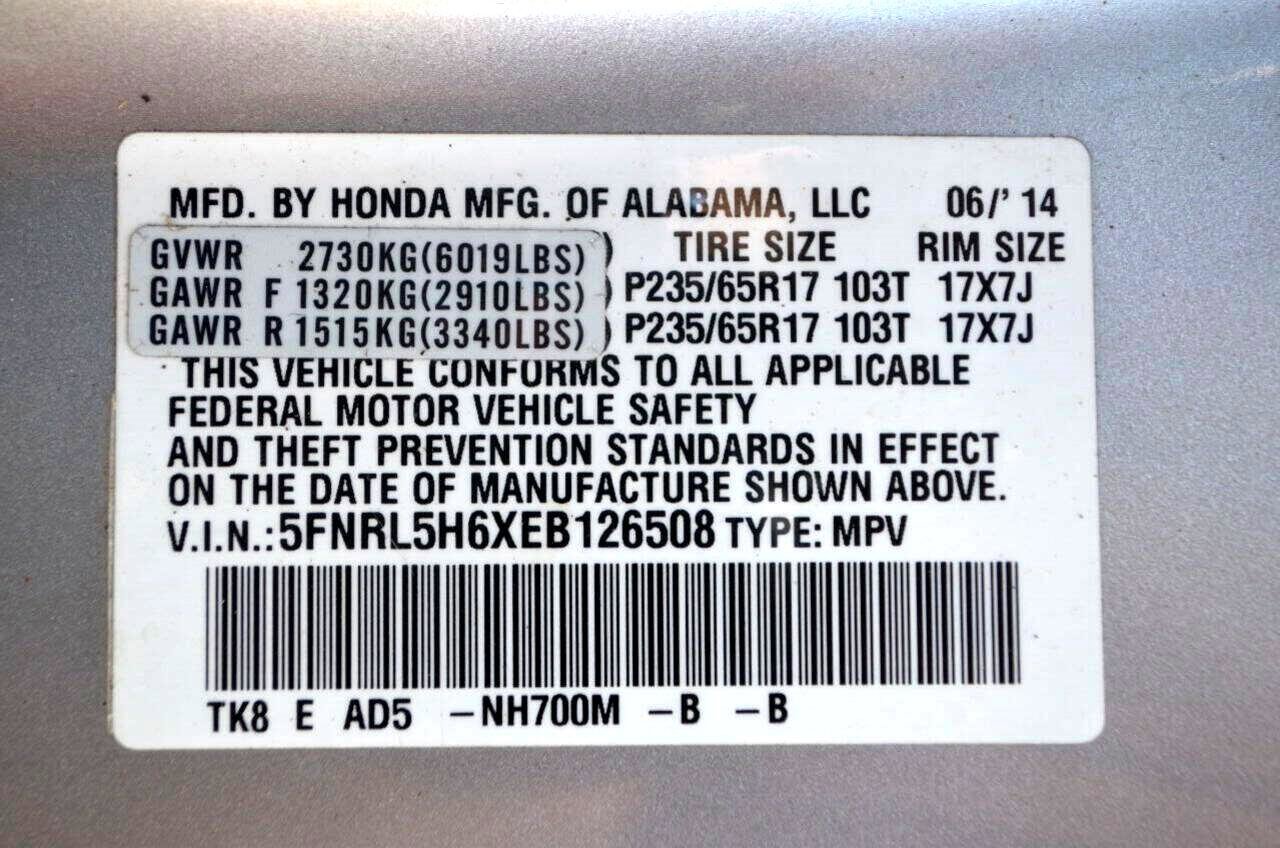 MFD. BY HONDA MFG. OF ALABAMA, LLC 06/' 14
GVWR 2730KG(6019LBS) ) TIRE SIZE RIM SIZE
GAWR F 1320KG(2910LBS) ) P235/65R17 103T 17X7J
GAWR R 1515KG(3340LBS) ) P235/65R17 103T 17X7J
THIS VEHICLE CONFORMS TO ALL APPLICABLE
FEDERAL MOTOR VEHICLE SAFETY
AND THEFT PREVENTION STANDARDS IN EFFECT
ON THE DATE OF MANUFACTURE SHOWN ABOVE.
V.I.N.:5FNRL5H6XEB126508 TYPE: MPV
TK8 E AD5 -NH700M -B -B